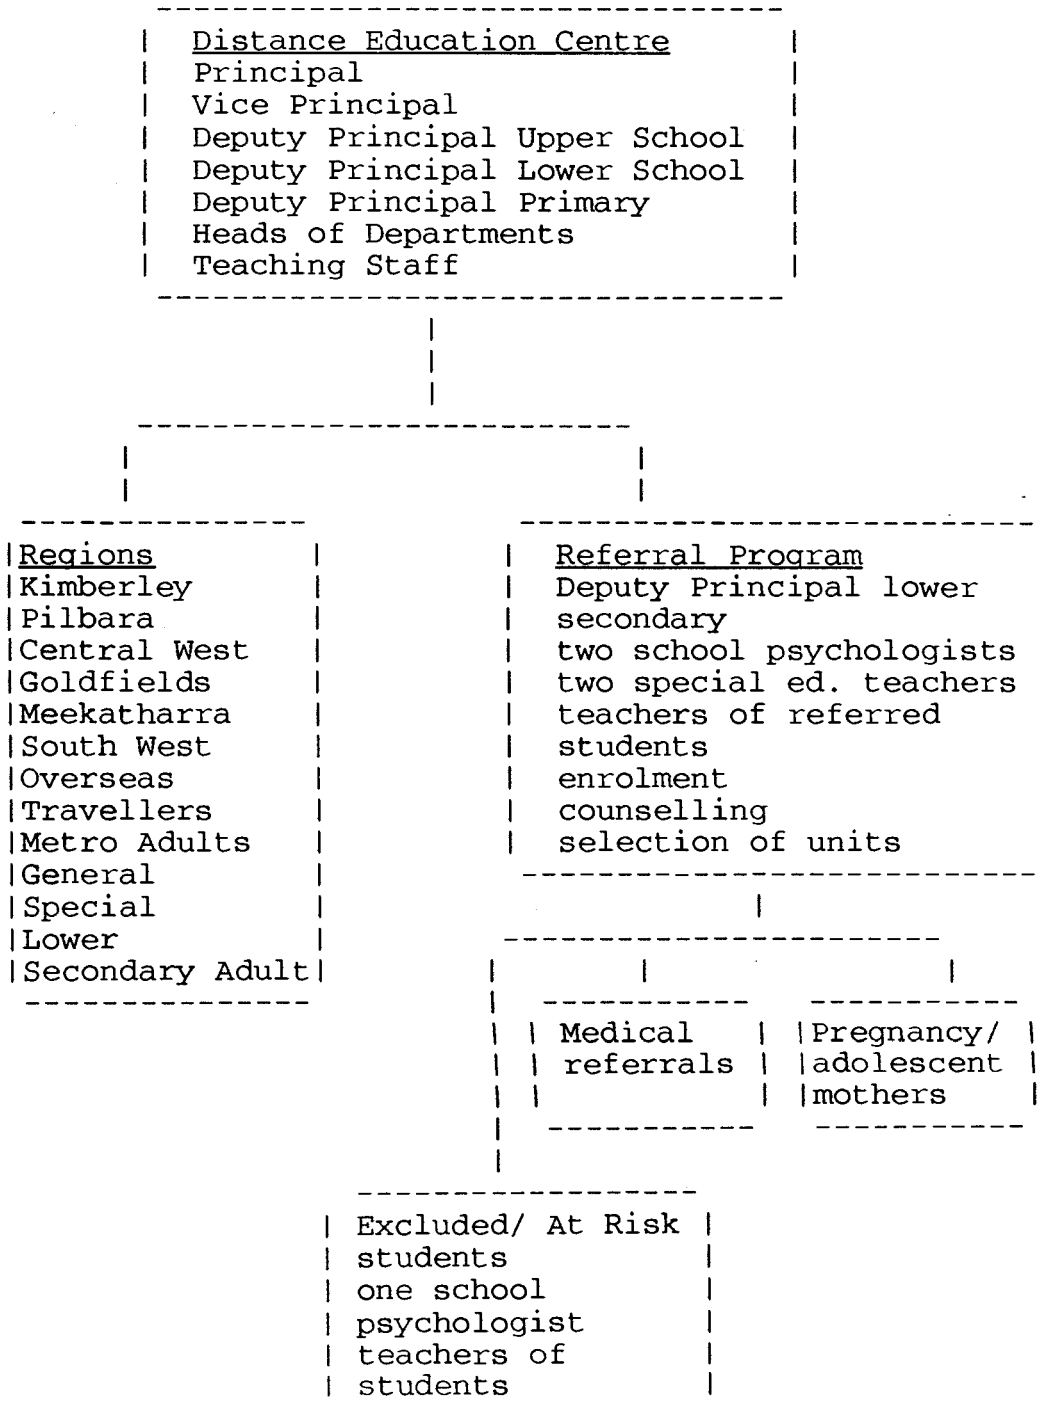 Distance Education Centre
Principal
Vice Principal
Deputy Principal Upper School
Deputy Principal Lower School
Deputy Principal Primary
Heads of Departments
Teaching Staff
Regions
Kimberley
Pilbara
Central West
Goldfields
Meekatharra
South West
Overseas
Travellers
Metro Adults
General
Special
Lower
Secondary Adult
Referral Program
Deputy Principal lower
secondary
two school psychologists
two special ed. teachers
teachers of referred
students
enrolment
counselling
selection of units
Medical
referrals
Pregnancy/
adolescent
mothers
Excluded/ At Risk
students
one school
psychologist
teachers of
students